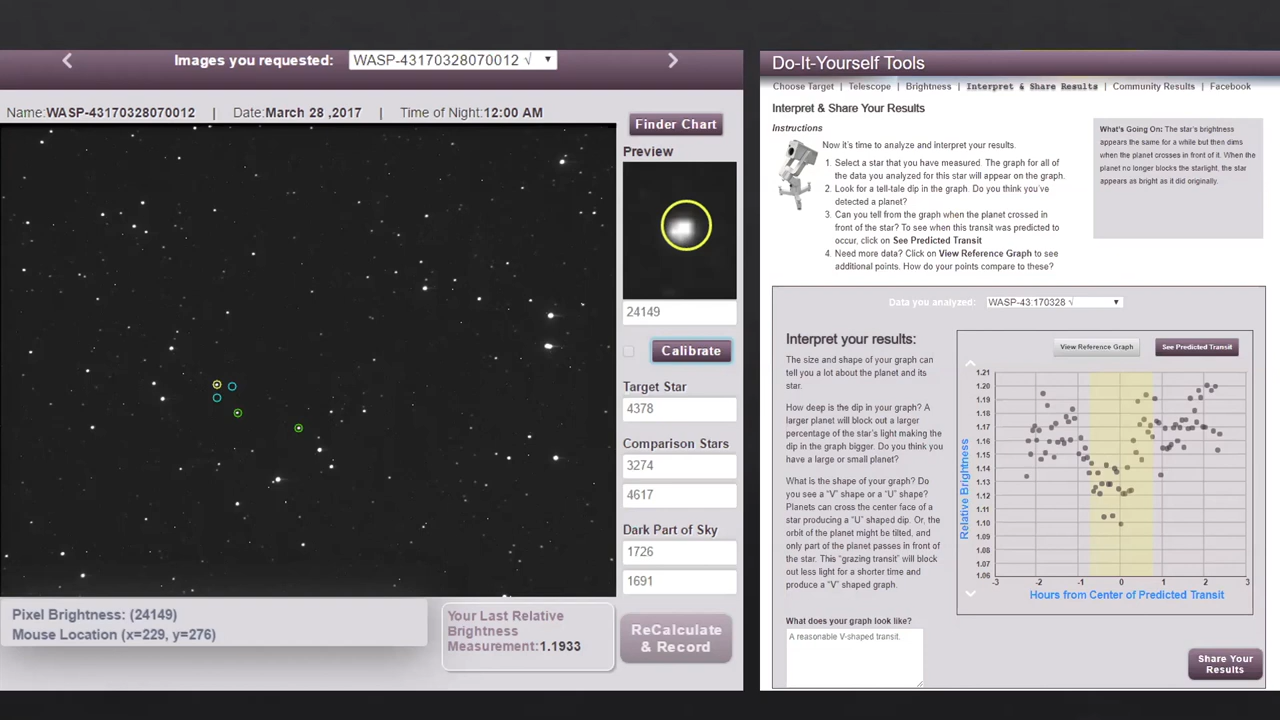 Images you requested: WASP-43170328070012 √
Name:WASP-43170328070012 | Date:March 28 ,2017 | Time of Night:12:00 AM
Finder Chart
Preview
24149
Calibrate
Target Star
4378
Comparison Stars
3274
4617
Dark Part of Sky
1726
1691
Pixel Brightness: (24149)
Mouse Location (x=229, y=276)
Your Last Relative
Brightness
Measurement:1.1933
ReCalculate
& Record
Do-It-Yourself Tools
Choose Target | Telescope | Brightness | Interpret & Share Results | Community Results | Facebook
Interpret & Share Your Results
Instructions
Now it's time to analyze and interpret your results.
1. Select a star that you have measured. The graph for all of
the data you analyzed for this star will appear on the graph.
2. Look for a tell-tale dip in the graph. Do you think you've
detected a planet?
3. Can you tell from the graph when the planet crossed in
front of the star? To see when this transit was predicted to
occur, click on See Predicted Transit
4. Need more data? Click on View Reference Graph to see
additional points. How do your points compare to these?
What's Going On: The star's brightness
appears the same for a while but then dims
when the planet crosses in front of it. When the
planet no longer blocks the starlight, the star
appears as bright as it did originally.
Data you analyzed: WASP-43:170328 √
Interpret your results:
The size and shape of your graph can
tell you a lot about the planet and its
star.
How deep is the dip in your graph? A
larger planet will block out a larger
percentage of the star's light making the
dip in the graph bigger. Do you think you
have a large or small planet?
What is the shape of your graph? Do
you see a "V" shape or a "U" shape?
Planets can cross the center face of a
star producing a "U" shaped dip. Or, the
orbit of the planet might be tilted, and
only part of the planet passes in front of
the star. This "grazing transit" will block
out less light for a shorter time and
produce a "V" shaped graph.
What does your graph look like?
A reasonable V-shaped transit.
View Reference Graph
See Predicted Transit
Relative Brightness
1.21
1.20
1.19
1.18
1.17
1.16
1.15
1.14
1.13
1.12
1.11
1.10
1.09
1.08
1.07
1.06
-3 -2 -1 0 1 2 3
Hours from Center of Predicted Transit
Share Your
Results